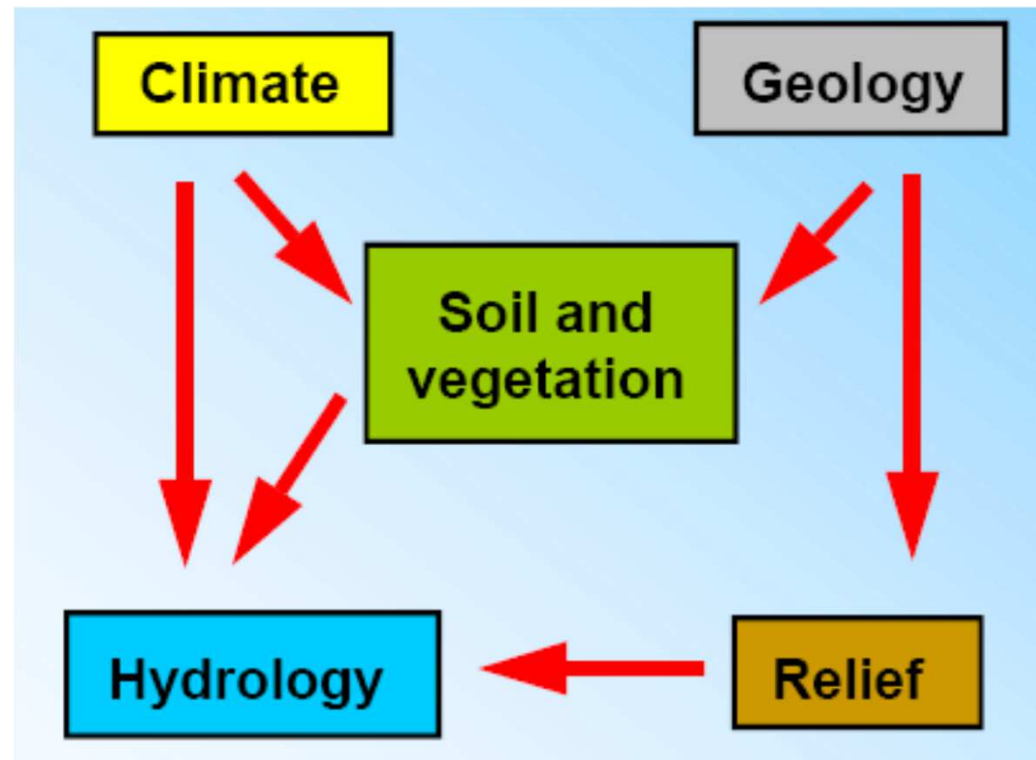 Climate
Geology
Soil and
vegetation
Hydrology
Relief